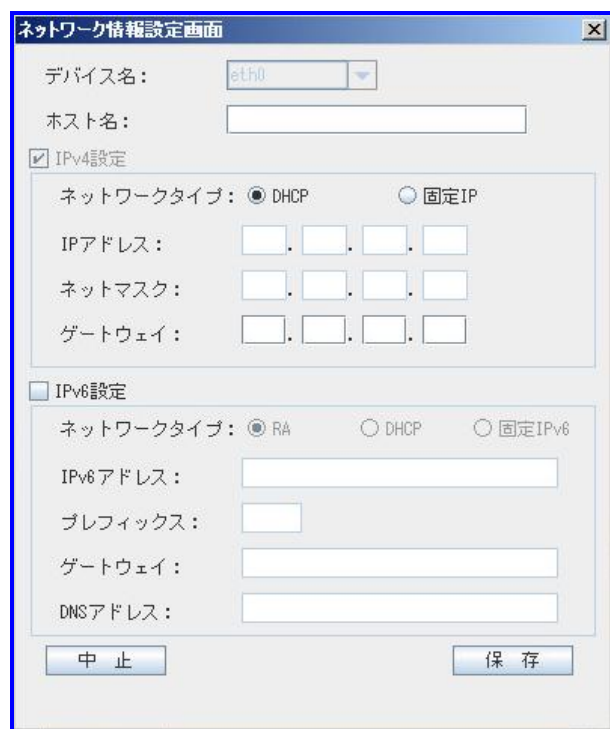 ネットワーク情報設定画面
デバイス名： eth0
ホスト名：
IPv4設定
ネットワークタイプ： DHCP 固定IP
IPアドレス：
. . .
ネットマスク：
. . .
ゲートウェイ：
. . .
IPv6設定
ネットワークタイプ： RA DHCP 固定IPv6
IPv6アドレス：
プレフィックス：
ゲートウェイ：
DNSアドレス：
中 止 保 存